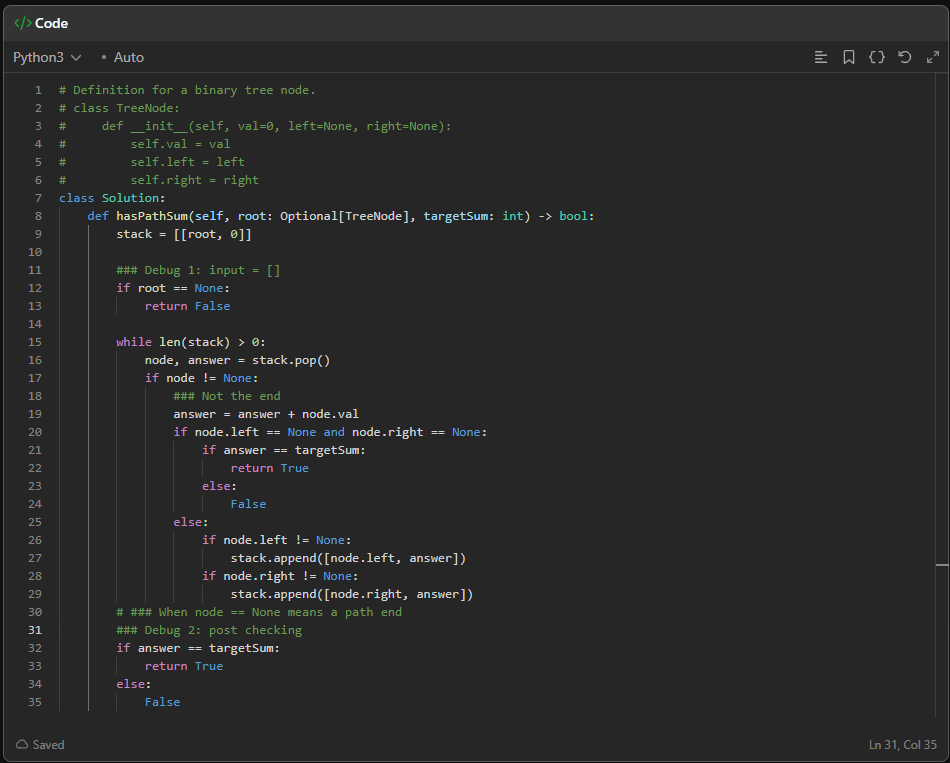 </> Code
Python3 • Auto
1 # Definition for a binary tree node.
2 # class TreeNode:
3 #     def __init__(self, val=0, left=None, right=None):
4 #         self.val = val
5 #         self.left = left
6 #         self.right = right
7 class Solution:
8     def hasPathSum(self, root: Optional[TreeNode], targetSum: int) -> bool:
9         stack = [[root, 0]]
10
11         ### Debug 1: input = []
12         if root == None:
13             return False
14
15         while len(stack) > 0:
16             node, answer = stack.pop()
17             if node != None:
18                 ### Not the end
19                 answer = answer + node.val
20                 if node.left == None and node.right == None:
21                     if answer == targetSum:
22                         return True
23                     else:
24                         False
25                 else:
26                     if node.left != None:
27                         stack.append([node.left, answer])
28                     if node.right != None:
29                         stack.append([node.right, answer])
30         # ### When node == None means a path end
31         ### Debug 2: post checking
32         if answer == targetSum:
33             return True
34         else:
35             False
Saved
Ln 31, Col 35